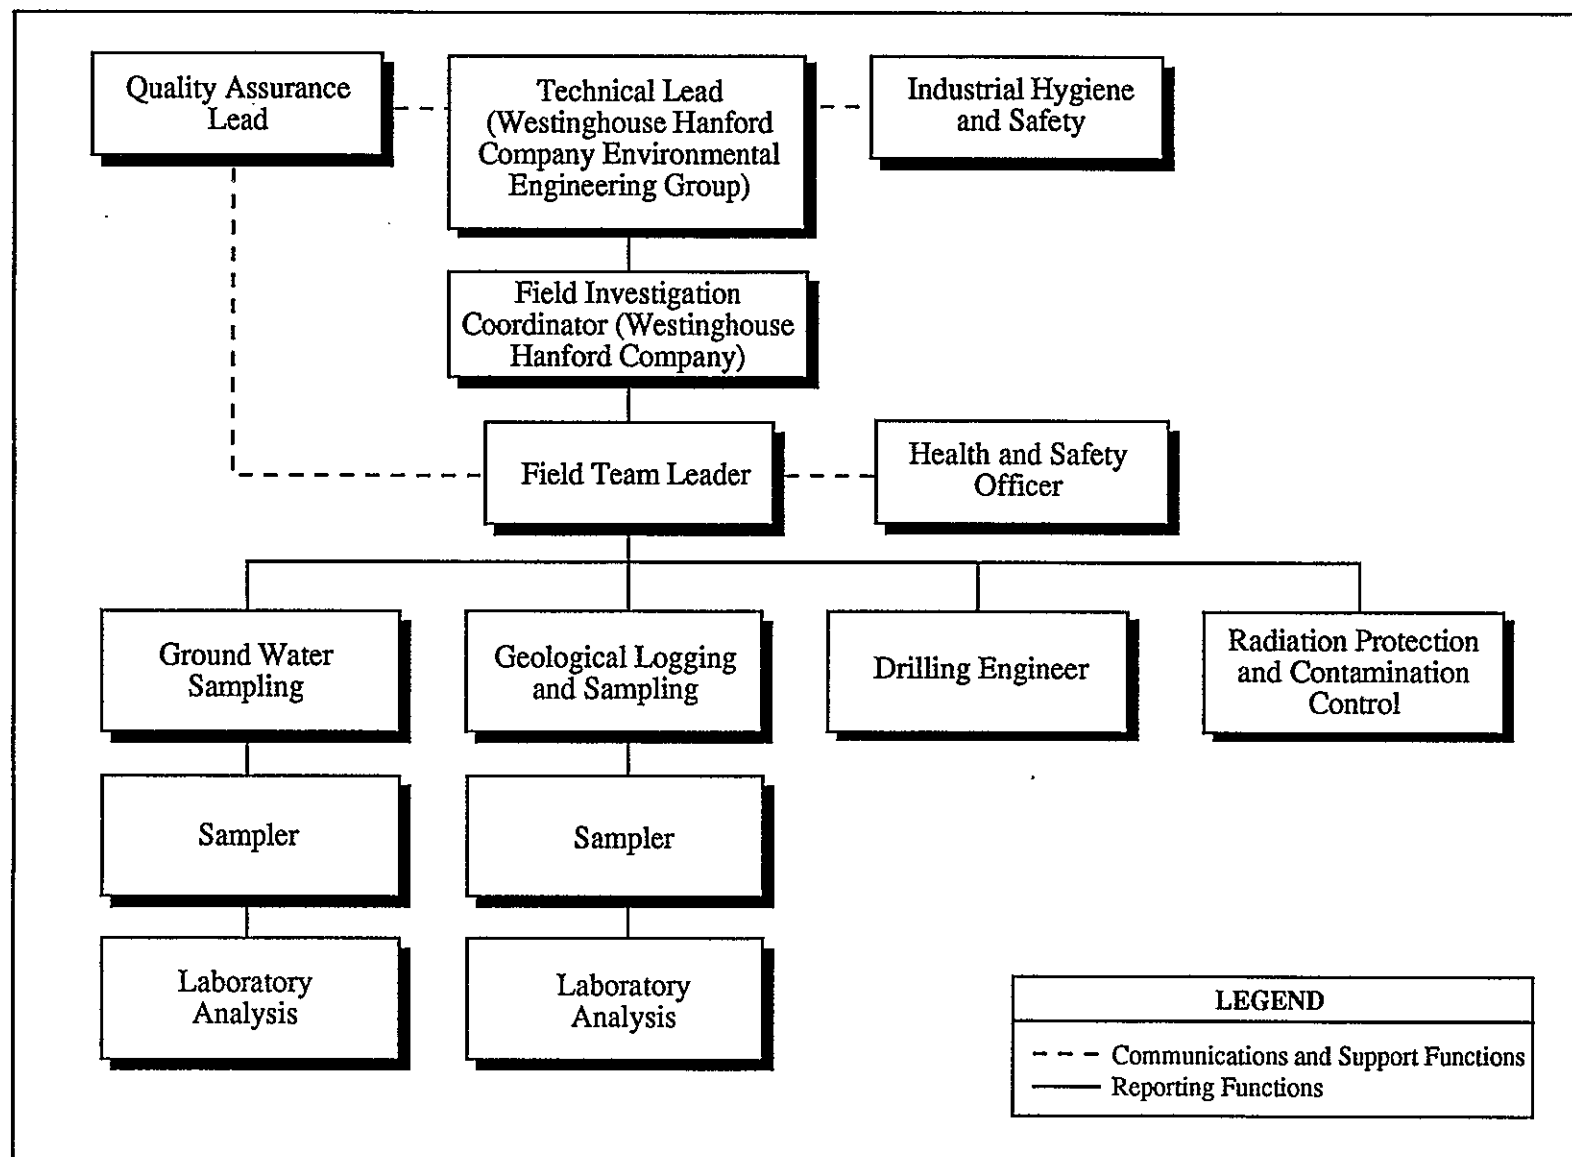 Quality Assurance
Lead
Technical Lead
(Westinghouse Hanford
Company Environmental
Engineering Group)
Industrial Hygiene
and Safety
Field Investigation
Coordinator (Westinghouse
Hanford Company)
Field Team Leader
Health and Safety
Officer
Ground Water
Sampling
Geological Logging
and Sampling
Drilling Engineer
Radiation Protection
and Contamination
Control
Sampler
Sampler
Laboratory
Analysis
Laboratory
Analysis
LEGEND
Communications and Support Functions
Reporting Functions